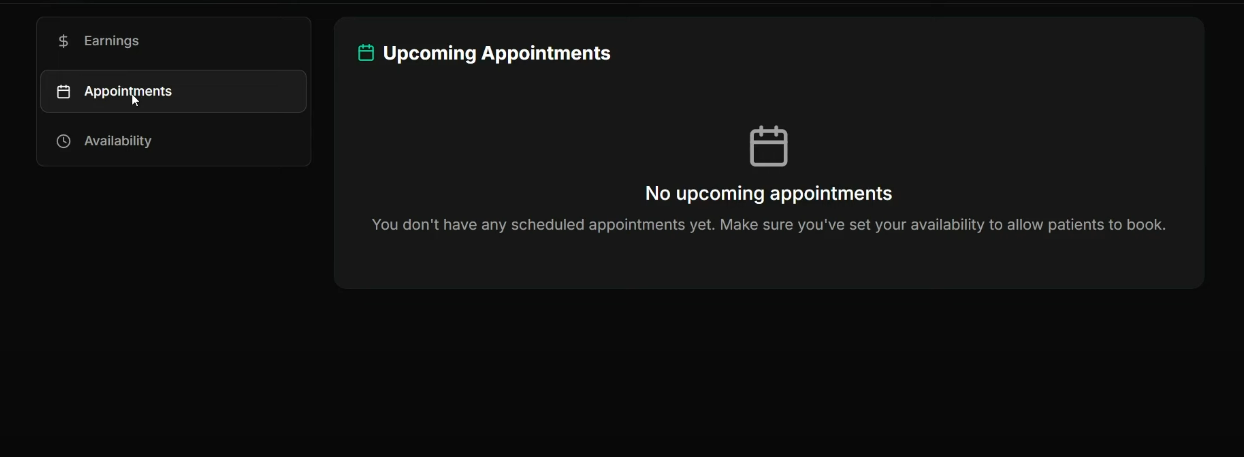 Earnings
Appointments
Availability
Upcoming Appointments
No upcoming appointments
You don't have any scheduled appointments yet. Make sure you've set your availability to allow patients to book.